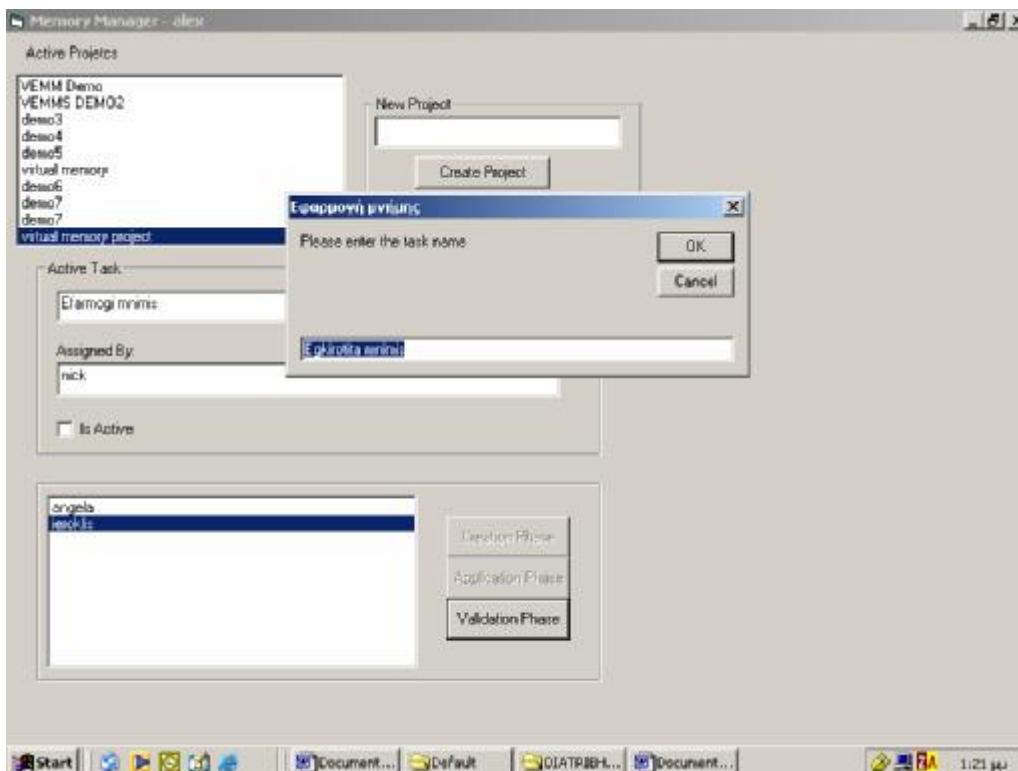 Memory Manager - alex
Active Projetcs
VEMM Demo
VEMMS DEMO2
demo3
demo4
demo5
virtual memory
demo6
demo7
demo7
virtual memory project
New Project
Create Project
Εφαρμογή μνήμης
Please enter the task name
OK
Cancel
Egkirotita mnimis
Active Task
Efarmogi mnimis
Assigned By:
nick
Is Active
angela
ieroklis
Creation Phase
Application Phase
Validation Phase
Start
Document...
Default
DIATPIBH...
Document...
1:21 μμ